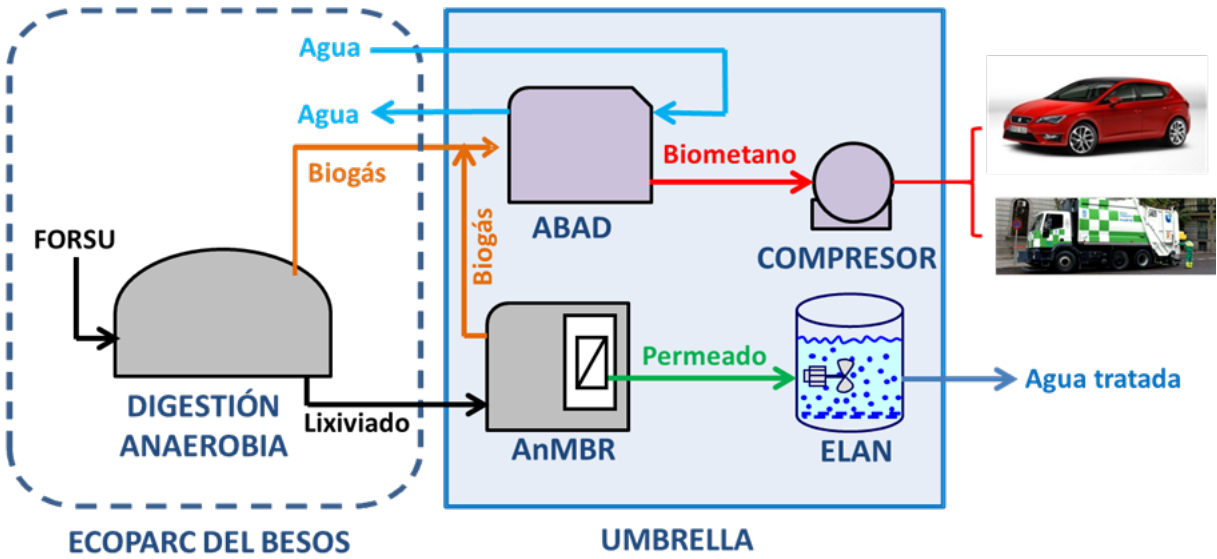 Agua
Agua
Biogás
Biogás
FORSU
DIGESTIÓN
ANAEROBIA
Lixiviado
ECOPARC DEL BESOS
ABAD
Biometano
COMPRESOR
AnMBR
Permeado
ELAN
Agua tratada
UMBRELLA